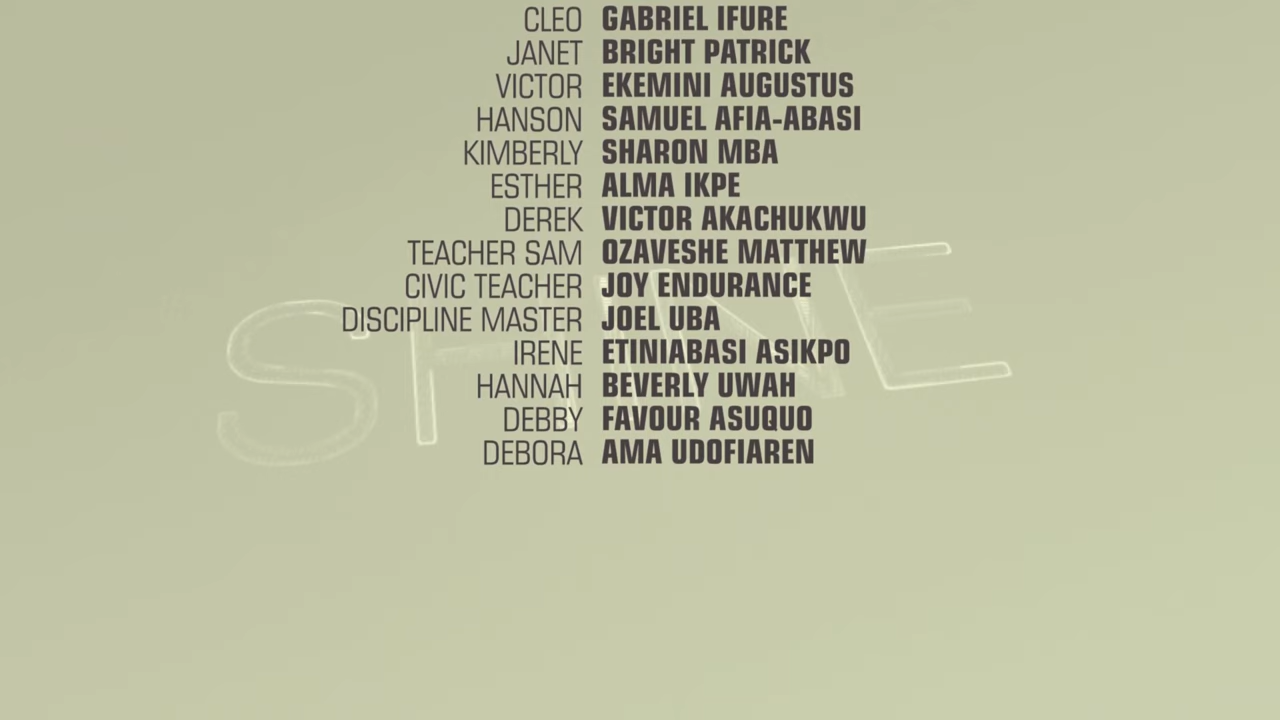 CLEO GABRIEL IFURE
JANET BRIGHT PATRICK
VICTOR EKEMINI AUGUSTUS
HANSON SAMUEL AFIA-ABASI
KIMBERLY SHARON MBA
ESTHER ALMA IKPE
DEREK VICTOR AKACHUKWU
TEACHER SAM OZAVESHE MATTHEW
CIVIC TEACHER JOY ENDURANCE
DISCIPLINE MASTER JOEL UBA
IRENE ETINIABASI ASIKPO
HANNAH BEVERLY UWAH
DEBBY FAVOUR ASUQUO
DEBORA AMA UDOFIAREN
SHINE